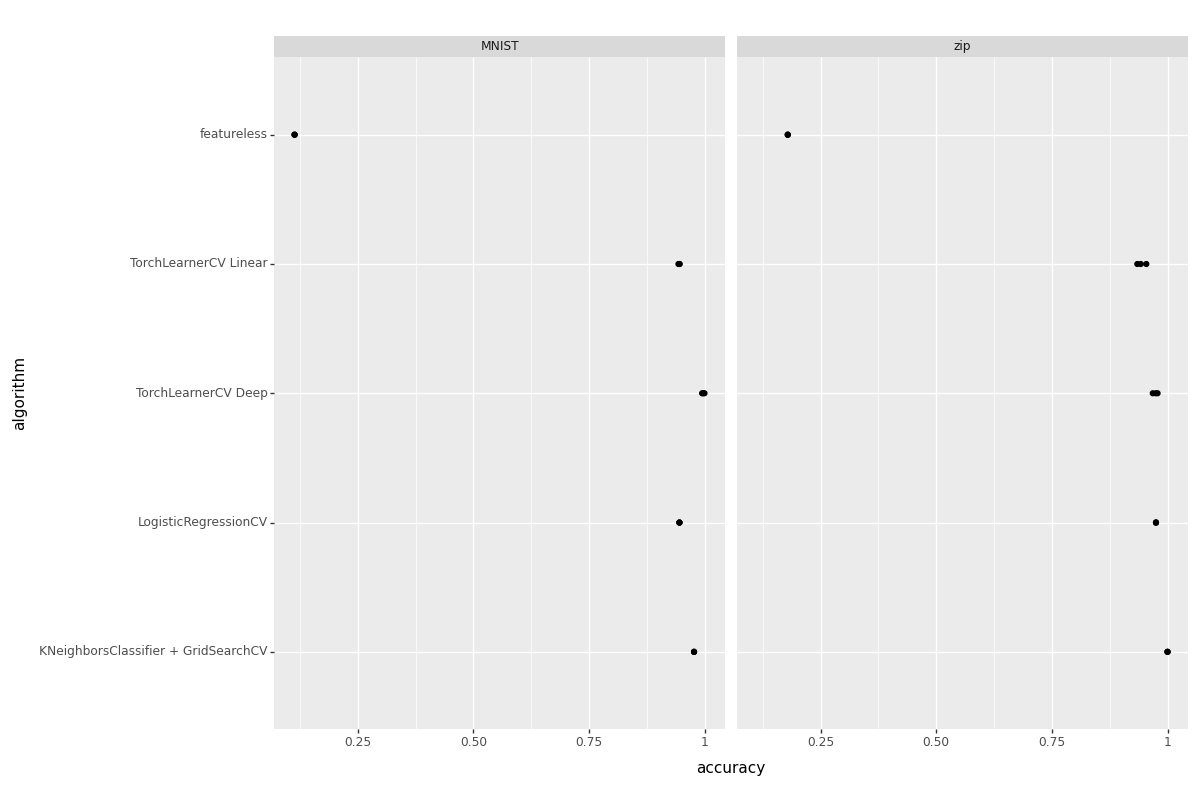 MNIST
zip
featureless
TorchLearnerCV Linear
TorchLearnerCV Deep
LogisticRegressionCV
KNeighborsClassifier + GridSearchCV
algorithm
0.25 0.50 0.75 1
0.25 0.50 0.75 1
accuracy